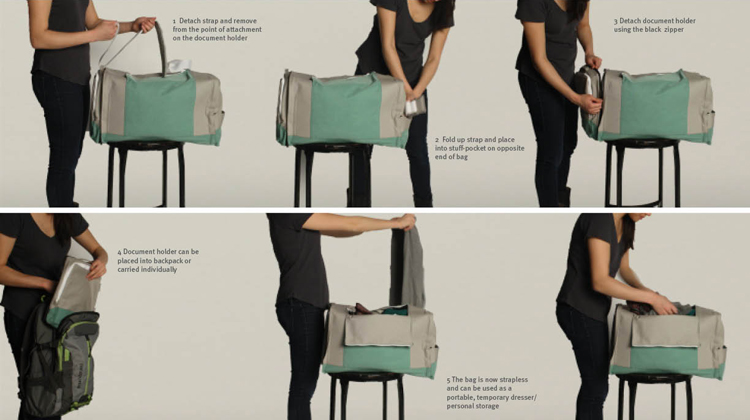 1 Detach strap and remove
from the point of attachment
on the document holder
2 Fold up strap and place
into stuff-pocket on opposite
end of bag
3 Detach document holder
using the black zipper
4 Document holder can be
placed into backpack or
carried individually
5 The bag is now strapless
and can be used as a
portable, temporary dresser/
personal storage